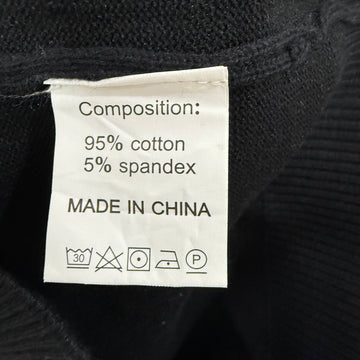 Composition:
95% cotton
5% spandex
MADE IN CHINA
30 P